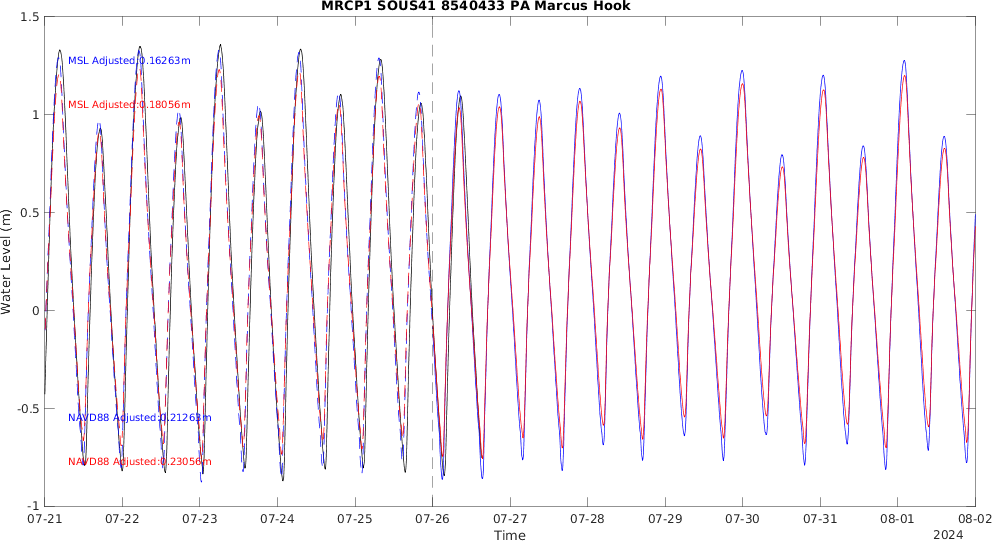 MRCP1 SOUS41 8540433 PA Marcus Hook
1.5
MSL Adjusted:0.16263m
MSL Adjusted:0.18056m
1
0.5
Water Level (m)
0
-0.5
NAVD88 Adjusted:0.21263m
NAVD88 Adjusted:0.23056m
-1
07-21 07-22 07-23 07-24 07-25 07-26 07-27 07-28 07-29 07-30 07-31 08-01 08-02
Time
2024